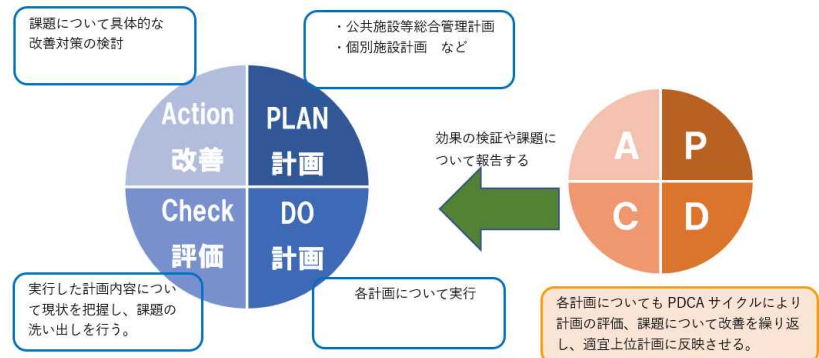 課題について具体的な
改善対策の検討
・公共施設等総合管理計画
・個別施設計画　など
Action
改善
PLAN
計画
Check
評価
DO
計画
実行した計画内容につい
て現状を把握し、課題の
洗い出しを行う。
各計画について実行
効果の検証や課題に
ついて報告する
A
P
C
D
各計画についても PDCA サイクルにより
計画の評価、課題について改善を繰り返
し、適宜上位計画に反映させる。